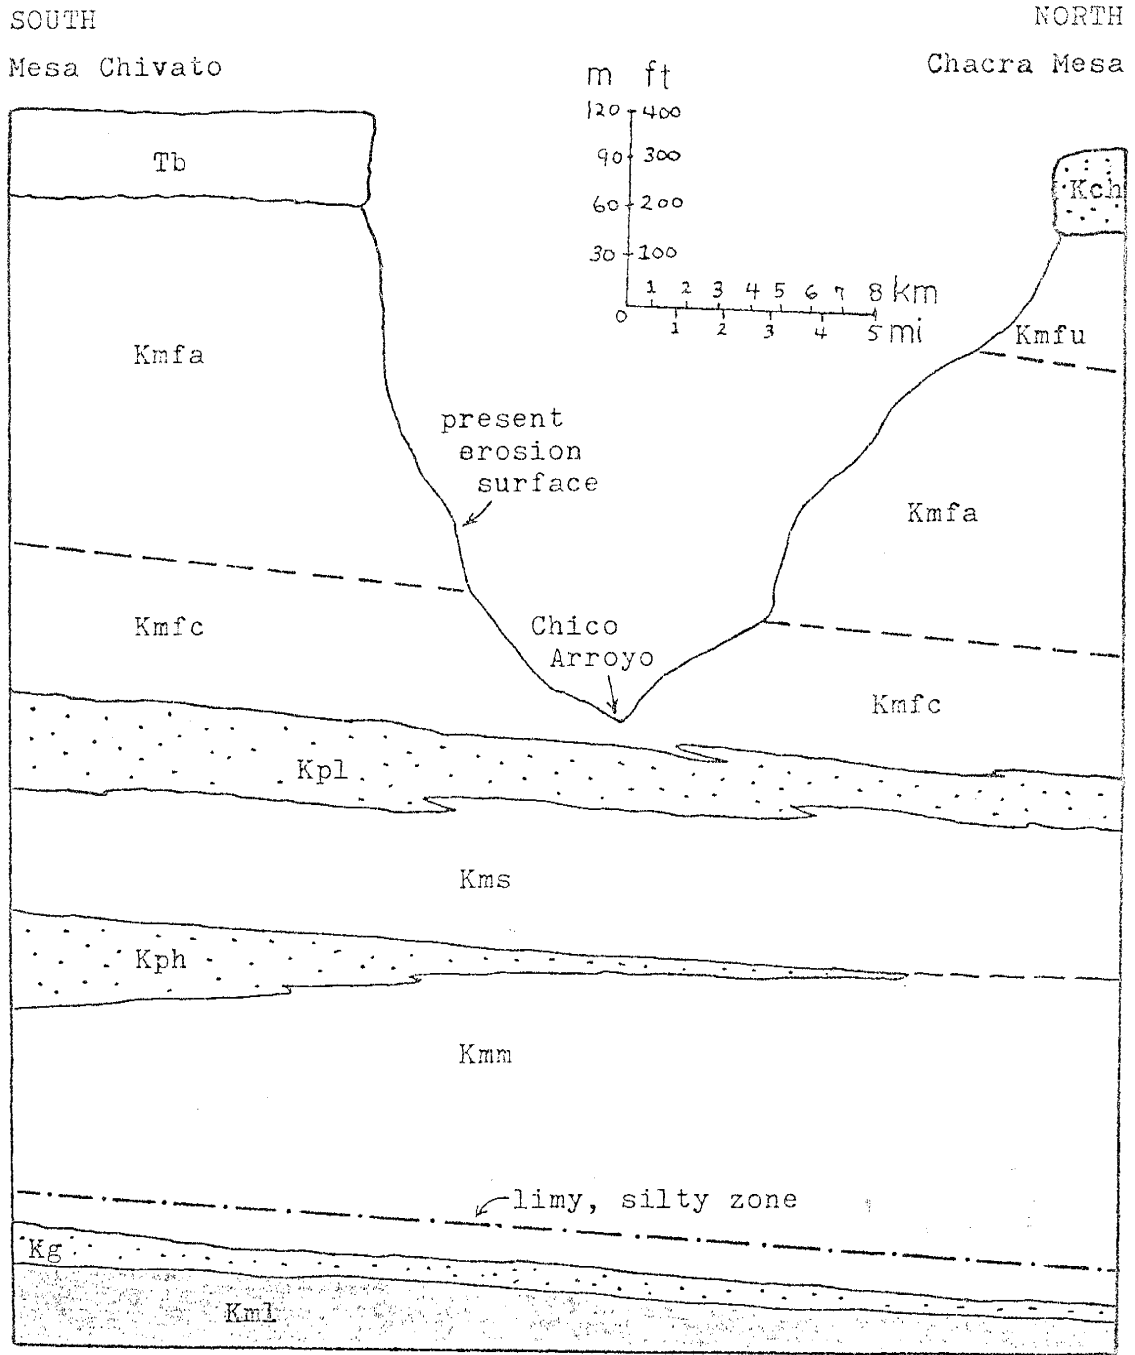 SOUTH
NORTH
Mesa Chivato
Chacra Mesa
m ft
120 400
90 300
60 200
30 100
0
1 2 3 4 5 6 7 8 km
1 2 3 4 5 mi
Tb
Kch
Kmfa
Kmfu
present
erosion
surface
Kmfa
Kmfc
Chico
Arroyo
Kmfc
Kpl
Kms
Kph
Kmm
limy, silty zone
Kg
Kml